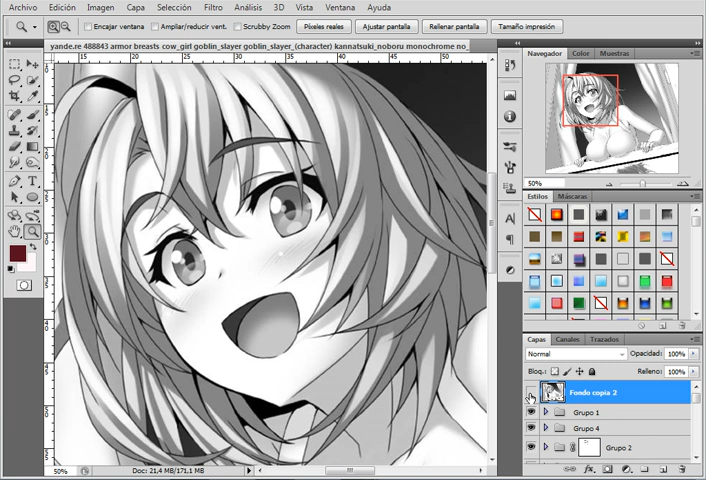 Archivo Edición Imagen Capa Selección Filtro Análisis 3D Vista Ventana Ayuda
Encajar ventana Ampliar/reducir vent. Scrubby Zoom Píxeles reales Ajustar pantalla Rellenar pantalla Tamaño impresión
yande.re 488843 armor breasts cow_girl goblin_slayer goblin_slayer_(character) kannatsuki_noboru monochrome no_
Navegador Color Muestras
50%
Estilos Máscaras
Capas Canales Trazados
Normal Opacidad: 100%
Bloq.: Relleno: 100%
Fondo copia 2
Grupo 1
Grupo 4
Grupo 2
50% Doc: 21,4 MB/171,1 MB